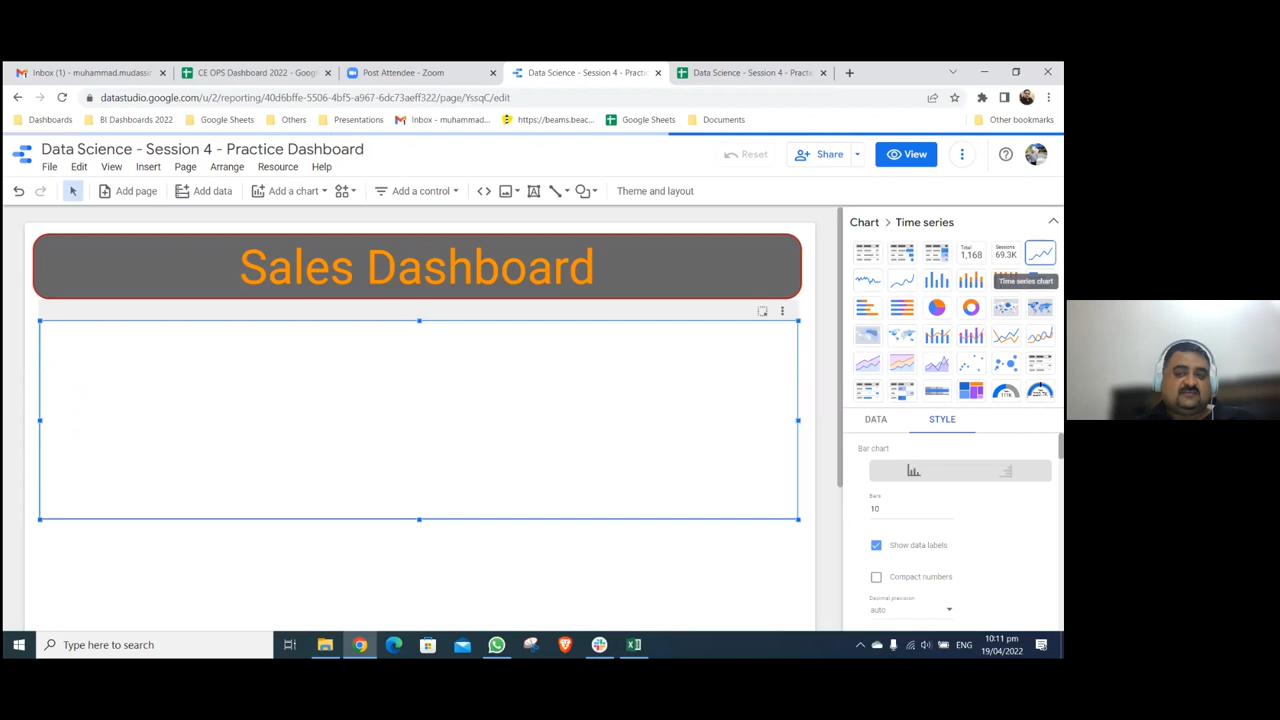 Inbox (1) - muhammad.mudassir
CE OPS Dashboard 2022 - Googl
Post Attendee - Zoom
Data Science - Session 4 - Practi
Data Science - Session 4 - Practic
datastudio.google.com/u/2/reporting/40d6bffe-5506-4bf5-a967-6dc73aeff322/page/YssqC/edit
Dashboards
BI Dashboards 2022
Google Sheets
Others
Presentations
Inbox - muhammad...
https://beams.beac...
Google Sheets
Documents
Other bookmarks
Data Science - Session 4 - Practice Dashboard
Reset
Share
View
File Edit View Insert Page Arrange Resource Help
Add page
Add data
Add a chart
Add a control
Theme and layout
Sales Dashboard
Chart > Time series
Total
1,168
Sessions
69.3K
Time series chart
DATA
STYLE
Bar chart
Bars
10
Show data labels
Compact numbers
Decimal precision
auto
Type here to search
ENG
10:11 pm
19/04/2022